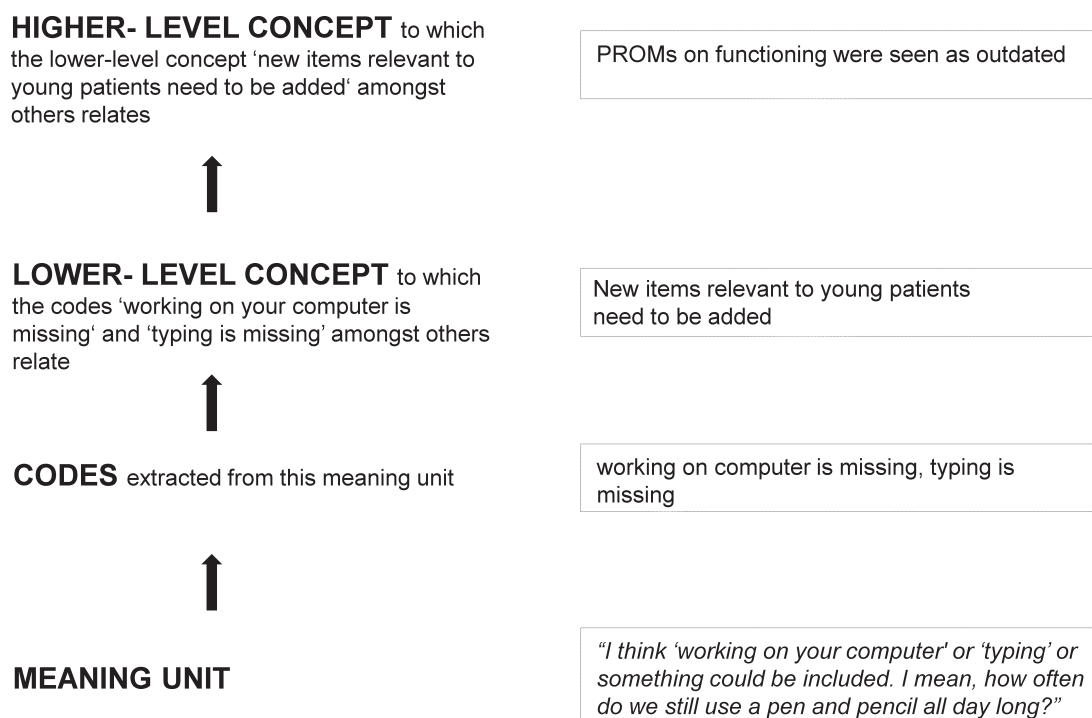 HIGHER- LEVEL CONCEPT to which
the lower-level concept ‘new items relevant to
young patients need to be added‘ amongst
others relates
PROMs on functioning were seen as outdated
LOWER- LEVEL CONCEPT to which
the codes ‘working on your computer is
missing‘ and ‘typing is missing’ amongst others
relate
New items relevant to young patients
need to be added
CODES extracted from this meaning unit
working on computer is missing, typing is
missing
MEANING UNIT
“I think ‘working on your computer' or ‘typing’ or
something could be included. I mean, how often
do we still use a pen and pencil all day long?”